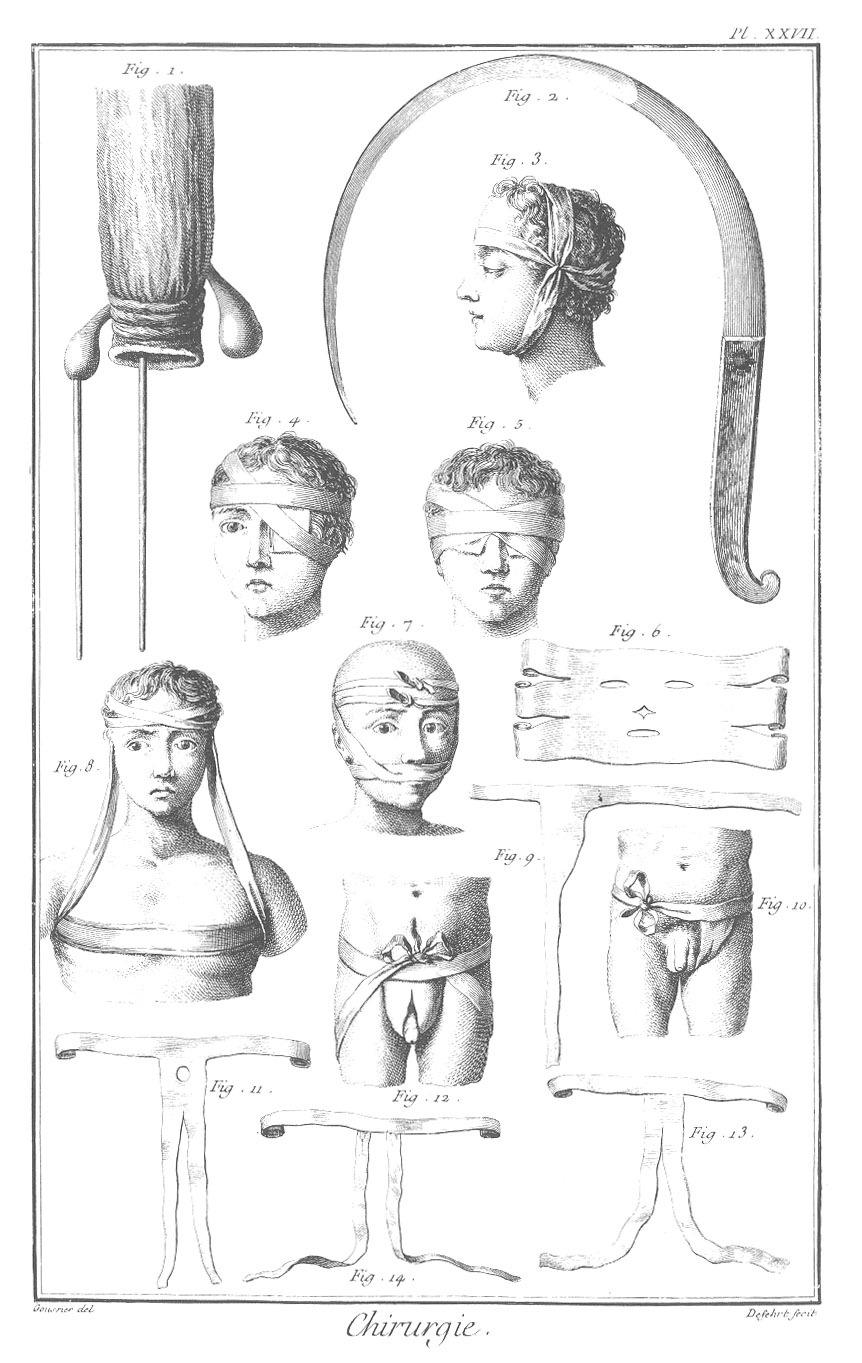 Pl. XXVII.
Fig. 1.
Fig. 2.
Fig. 3.
Fig. 4.
Fig. 5.
Fig. 7.
Fig. 6.
Fig. 8.
Fig. 9.
Fig. 10.
Fig. 11.
Fig. 12.
Fig. 13.
Fig. 14.
Goussier del
Defehrt fecit
Chirurgie.